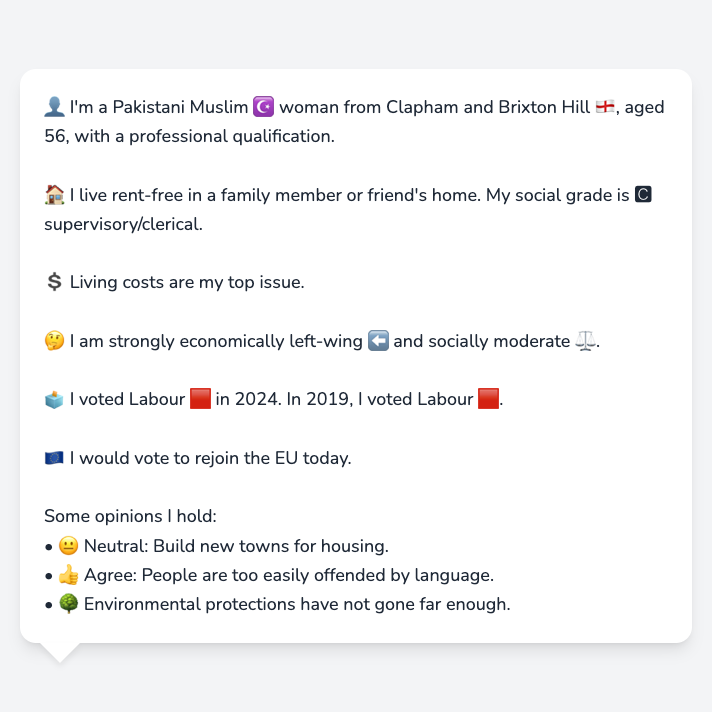 👤 I'm a Pakistani Muslim ☪️ woman from Clapham and Brixton Hill 🏴󠁧󠁢󠁥󠁮󠁧󠁿, aged
56, with a professional qualification.
🏠 I live rent-free in a family member or friend's home. My social grade is 🅲
supervisory/clerical.
💲 Living costs are my top issue.
🤔 I am strongly economically left-wing ⬅️ and socially moderate ⚖️.
🗳️ I voted Labour 🟥 in 2024. In 2019, I voted Labour 🟥.
🇪🇺 I would vote to rejoin the EU today.
Some opinions I hold:
• 😐 Neutral: Build new towns for housing.
• 👍 Agree: People are too easily offended by language.
• 🌳 Environmental protections have not gone far enough.